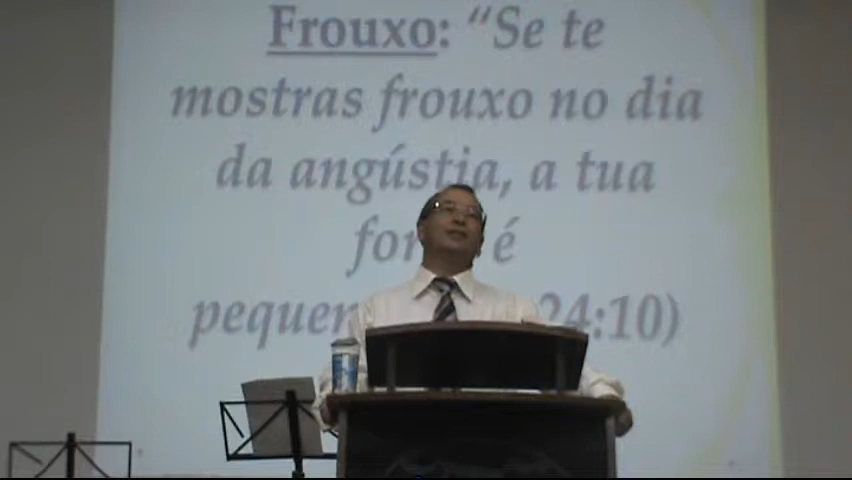 Frouxo: “Se te
mostras frouxo no dia
da angústia, a tua
é
24:10)